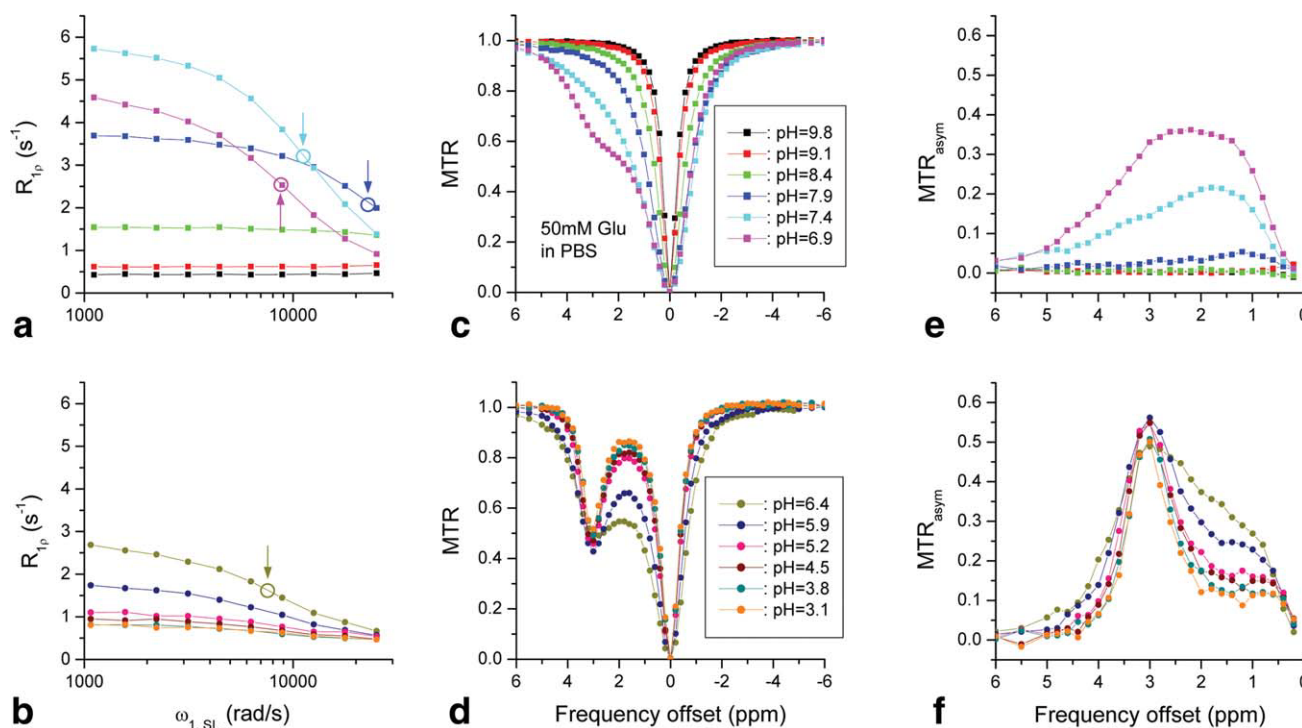 a
R1ρ (s-1)
6
5
4
3
2
1
0
1000
10000
c
MTR
1.0
0.8
0.6
0.4
0.2
0.0
6
4
2
0
-2
-4
-6
50mM Glu
in PBS
: pH=9.8
: pH=9.1
: pH=8.4
: pH=7.9
: pH=7.4
: pH=6.9
e
MTRasym
0.6
0.5
0.4
0.3
0.2
0.1
0.0
6
5
4
3
2
1
0
b
R1ρ (s-1)
6
5
4
3
2
1
0
1000
10000
ω1_SL (rad/s)
d
MTR
1.0
0.8
0.6
0.4
0.2
0.0
6
4
2
0
-2
-4
-6
Frequency offset (ppm)
: pH=6.4
: pH=5.9
: pH=5.2
: pH=4.5
: pH=3.8
: pH=3.1
f
MTRasym
0.6
0.5
0.4
0.3
0.2
0.1
0.0
6
5
4
3
2
1
0
Frequency offset (ppm)